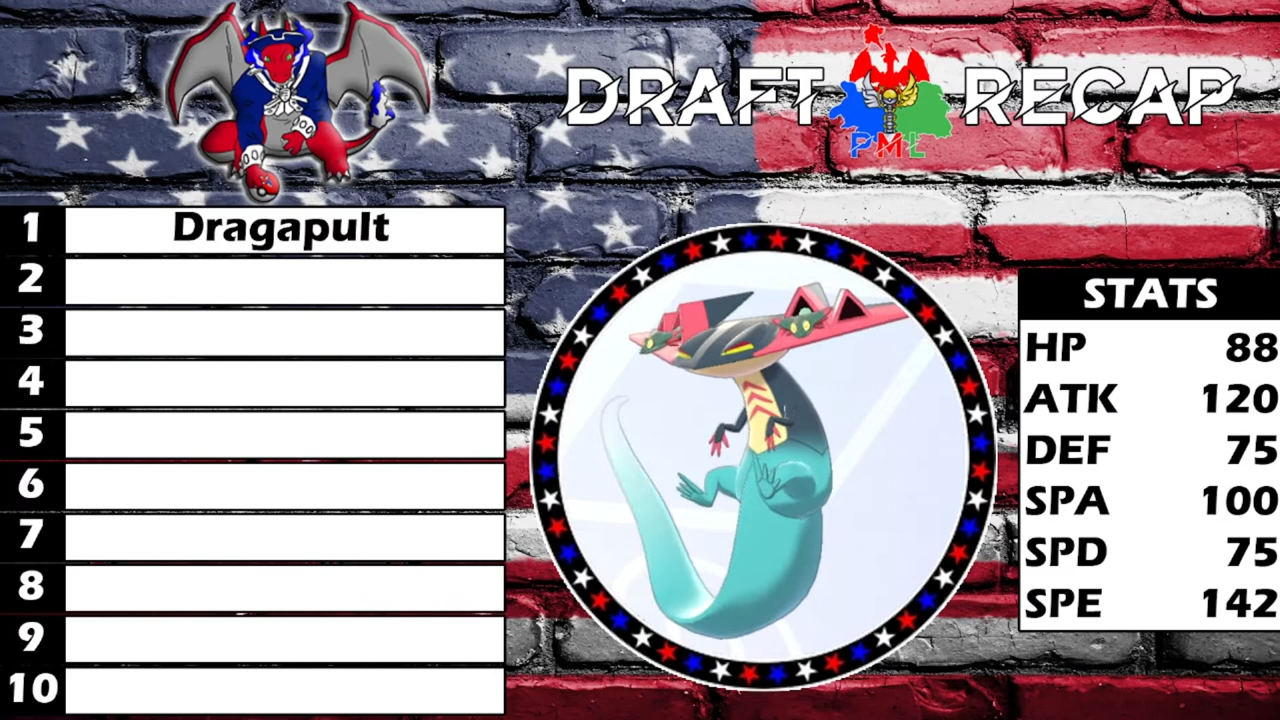 DRAFT RECAP
PML
1 Dragapult
2
3
4
5
6
7
8
9
10
STATS
HP 88
ATK 120
DEF 75
SPA 100
SPD 75
SPE 142